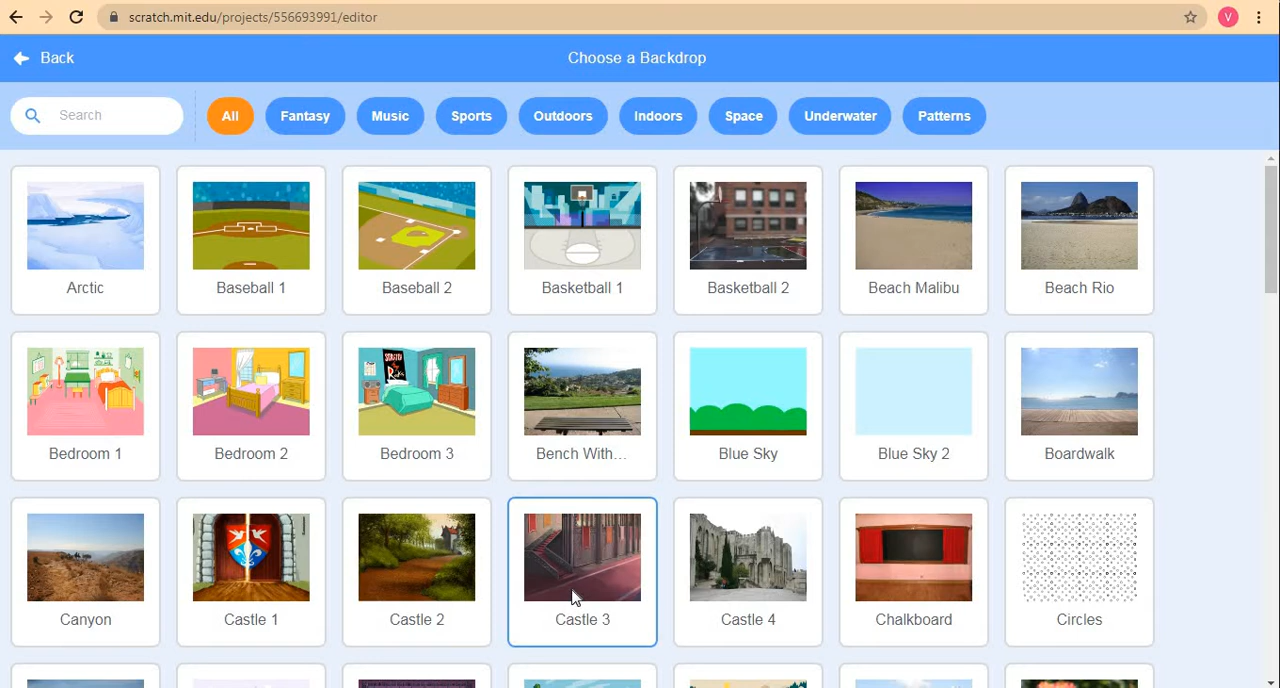 scratch.mit.edu/projects/556693991/editor
V
Back
Choose a Backdrop
Search
All
Fantasy
Music
Sports
Outdoors
Indoors
Space
Underwater
Patterns
Arctic
Baseball 1
Baseball 2
Basketball 1
Basketball 2
Beach Malibu
Beach Rio
Bedroom 1
Bedroom 2
Bedroom 3
Bench With...
Blue Sky
Blue Sky 2
Boardwalk
Canyon
Castle 1
Castle 2
Castle 3
Castle 4
Chalkboard
Circles